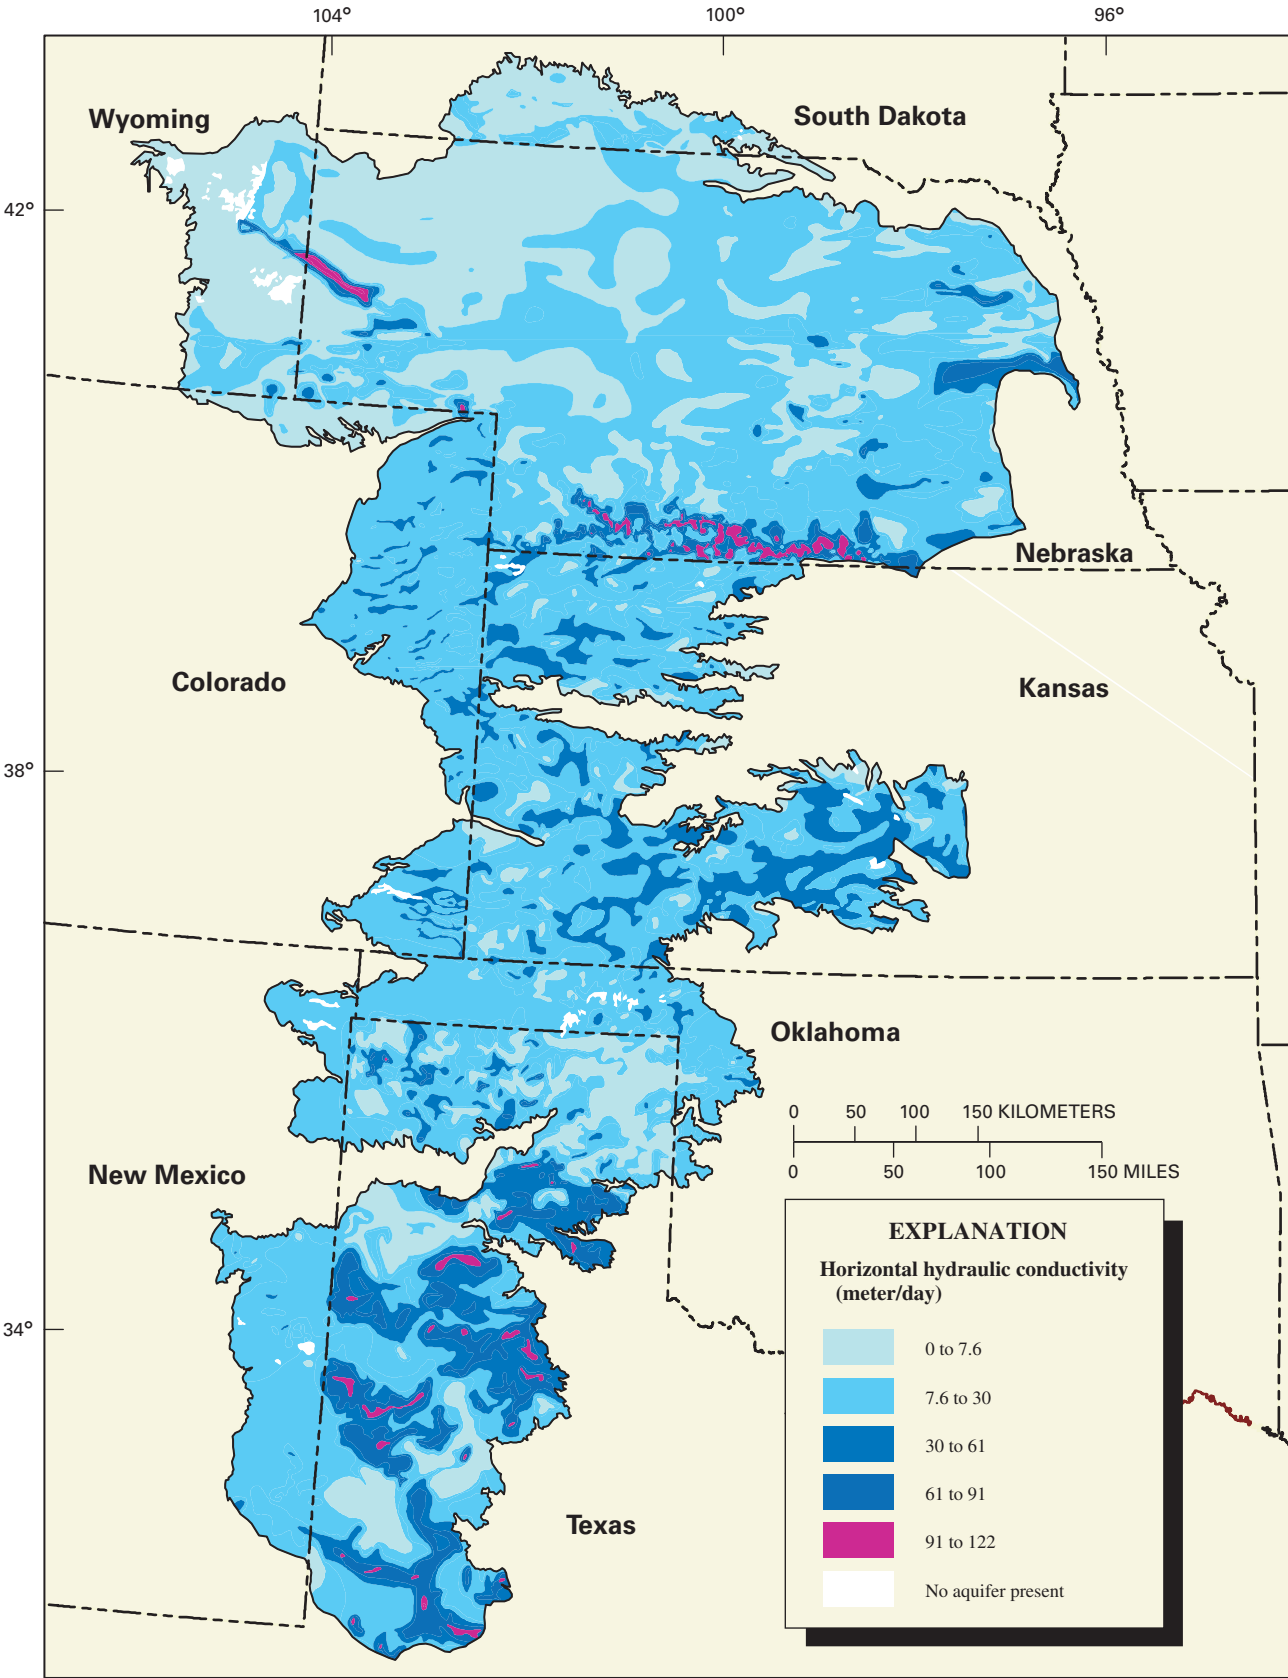 104°
100°
96°
Wyoming
South Dakota
42°
Nebraska
Colorado
Kansas
38°
Oklahoma
0 50 100 150 KILOMETERS
0 50 100 150 MILES
New Mexico
EXPLANATION
Horizontal hydraulic conductivity
(meter/day)
34°
0 to 7.6
7.6 to 30
30 to 61
61 to 91
Texas
91 to 122
No aquifer present